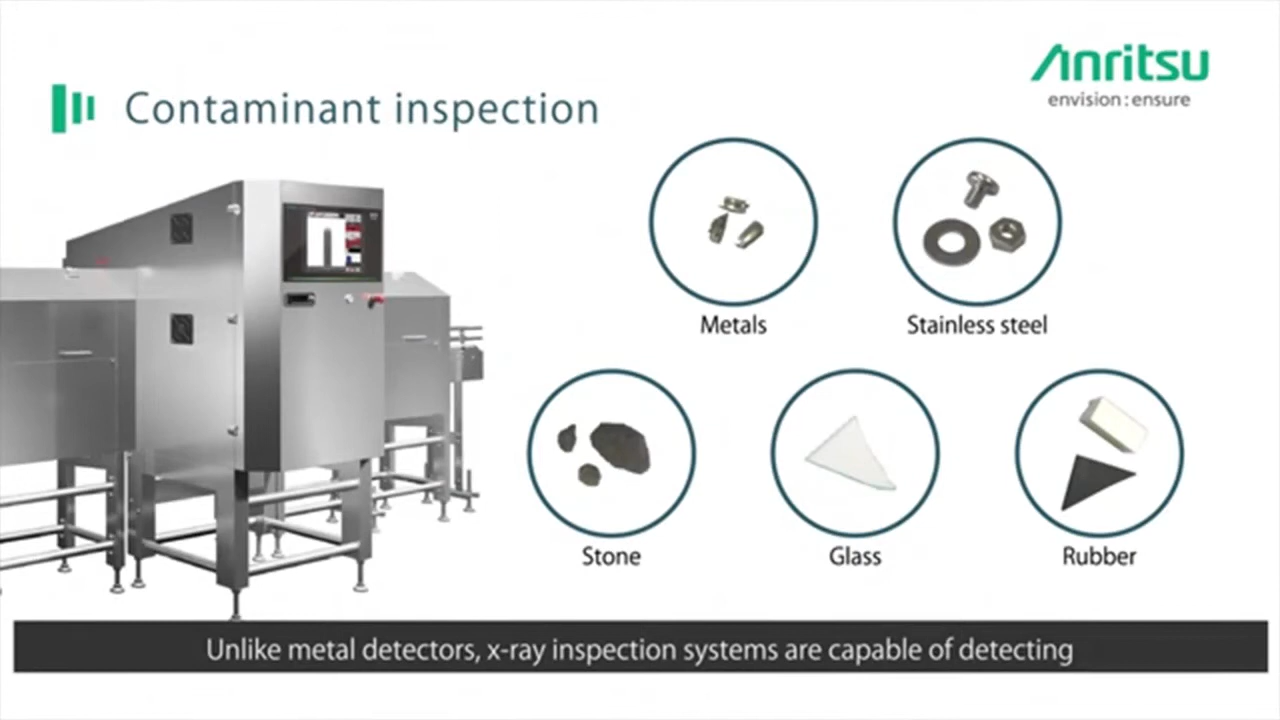 Anritsu
envision : ensure
Contaminant inspection
Metals
Stainless steel
Stone
Glass
Rubber
Unlike metal detectors, x-ray inspection systems are capable of detecting